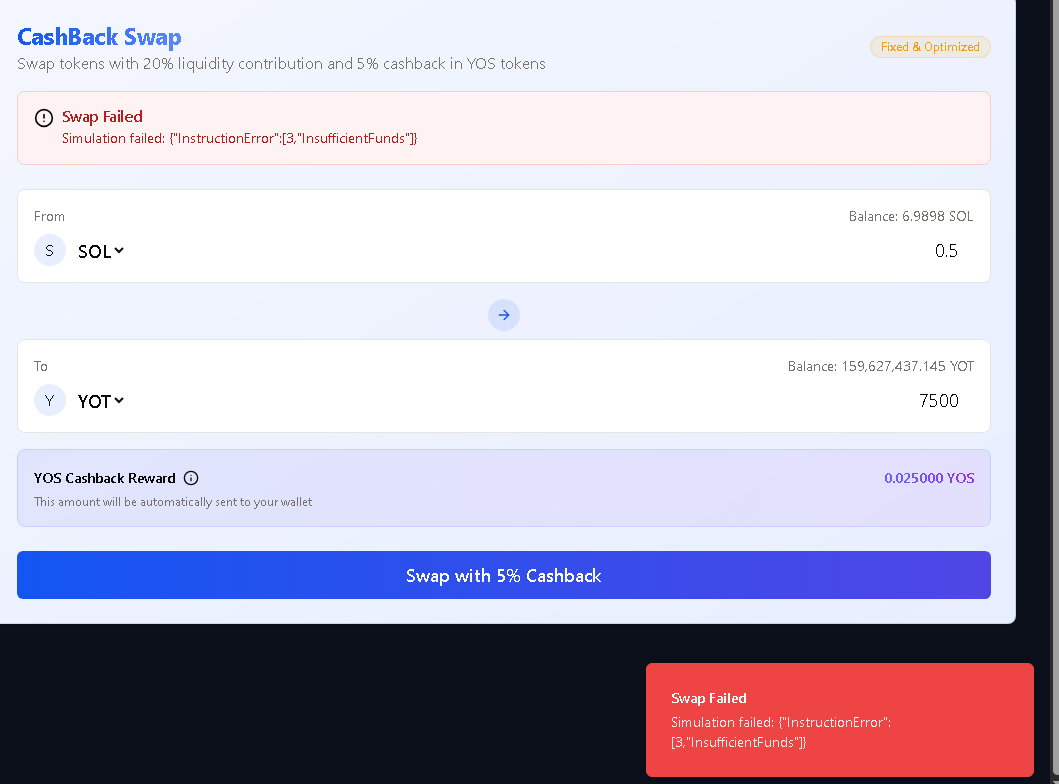 CashBack Swap
Swap tokens with 20% liquidity contribution and 5% cashback in YOS tokens
Fixed & Optimized
Swap Failed
Simulation failed: {"InstructionError":[3,"InsufficientFunds"]}
From
Balance: 6.9898 SOL
S
SOL
0.5
To
Balance: 159,627,437.145 YOT
Y
YOT
7500
YOS Cashback Reward
0.025000 YOS
This amount will be automatically sent to your wallet
Swap with 5% Cashback
Swap Failed
Simulation failed: {"InstructionError":
[3,"InsufficientFunds"]}